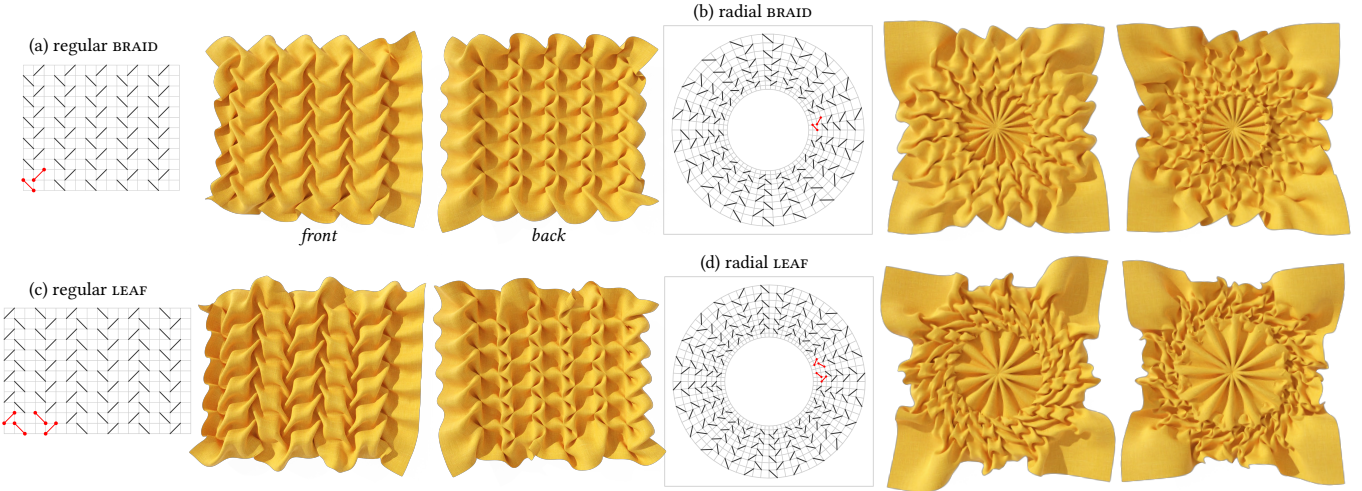 (a) regular BRAID
(b) radial BRAID
front
back
(c) regular LEAF
(d) radial LEAF